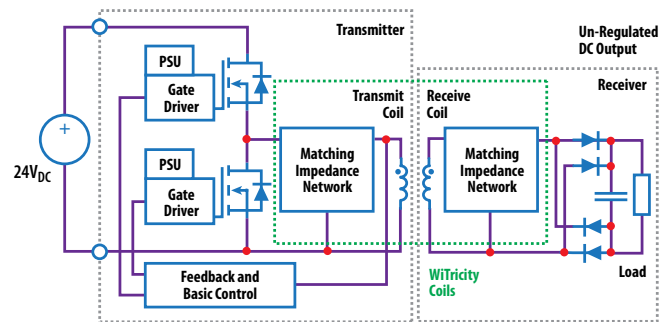 Transmitter
Un-Regulated
DC Output
Receiver
PSU
Gate
Driver
Transmit
Coil
Receive
Coil
+
24VDC
Matching
Impedance
Network
Matching
Impedance
Network
PSU
Gate
Driver
Feedback and
Basic Control
WiTricity
Coils
Load